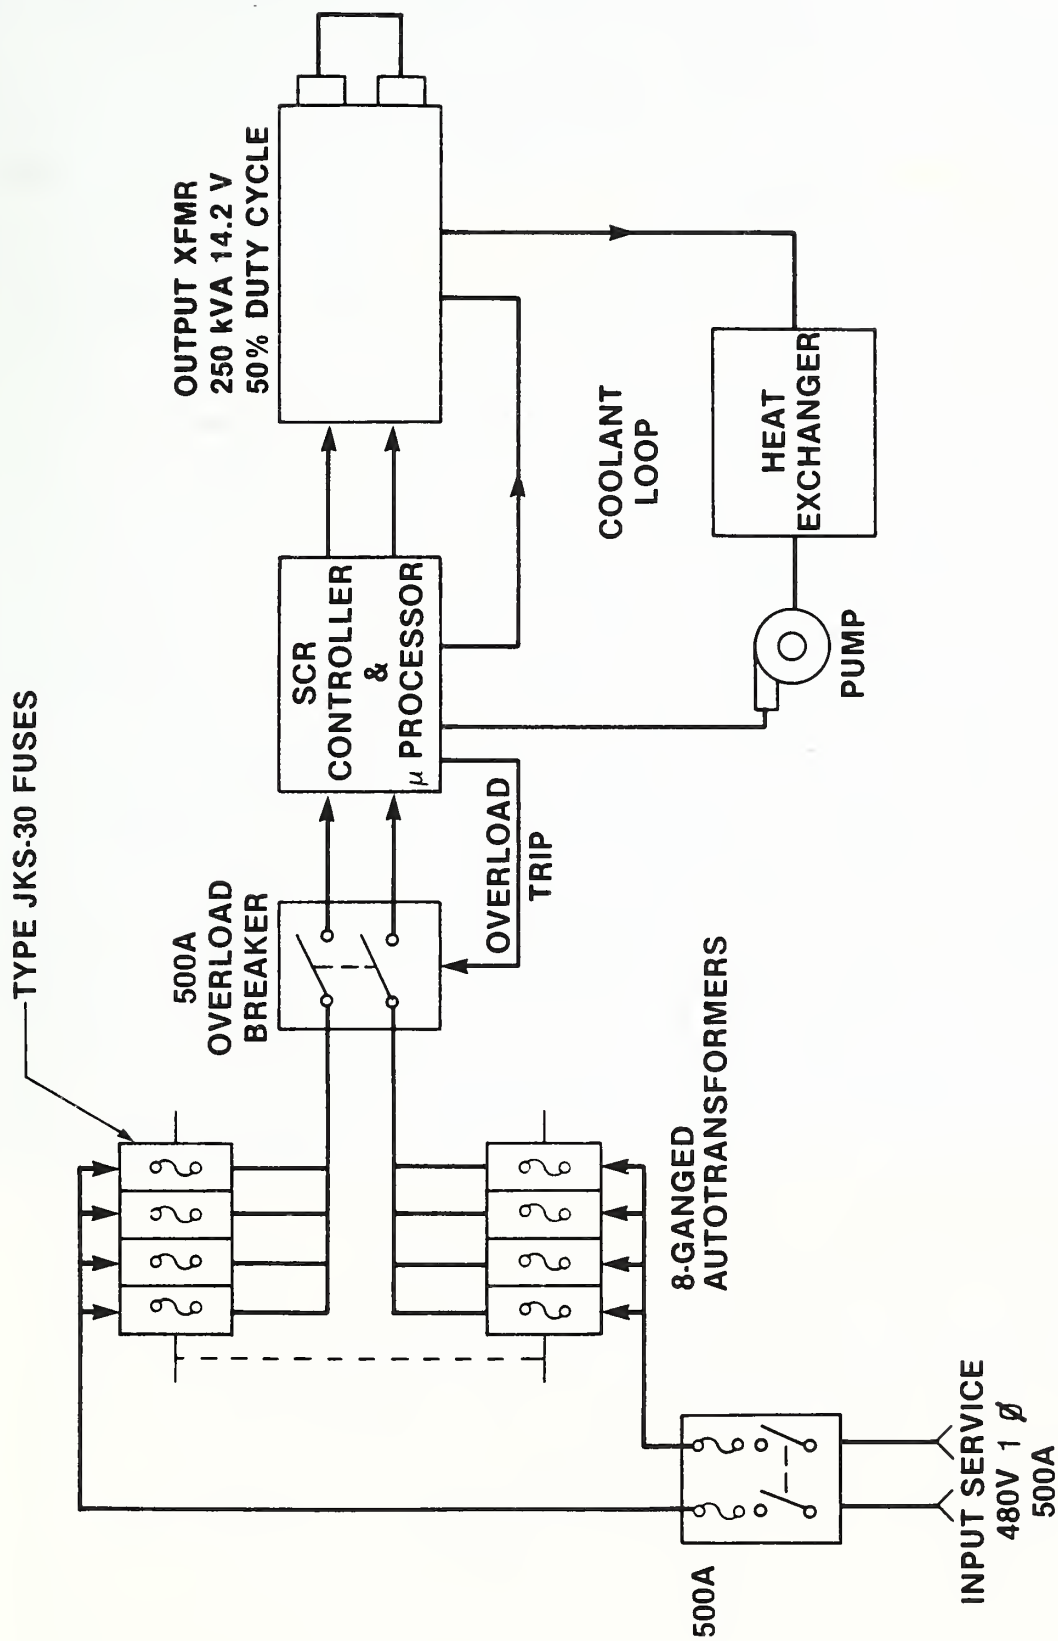 TYPE JKS-30 FUSES
OUTPUT XFMR
250 kVA 14.2 V
50% DUTY CYCLE
500A
OVERLOAD
BREAKER
SCR
CONTROLLER
&
μ PROCESSOR
OVERLOAD
TRIP
COOLANT
LOOP
HEAT
EXCHANGER
PUMP
8-GANGED
AUTOTRANSFORMERS
500A
INPUT SERVICE
480V 1 Ø
500A